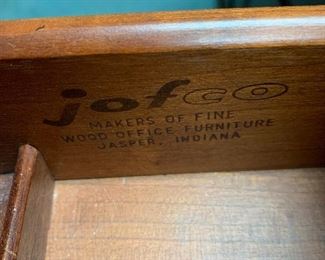 jofco
MAKERS OF FINE
WOOD OFFICE FURNITURE
JASPER, INDIANA